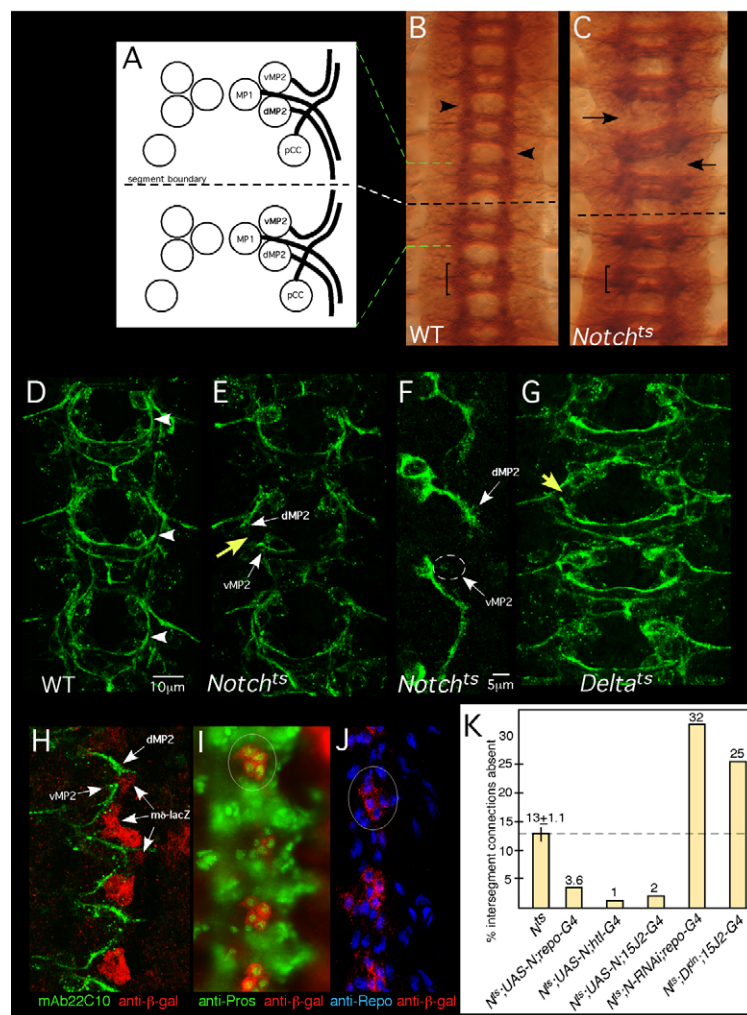 A
B
C
vMP2
MP1
dMP2
pCC
segment boundary
vMP2
MP1
dMP2
pCC
WT
Notchts
D
E
F
G
dMP2
vMP2
dMP2
vMP2
WT
10μm
Notchts
Notchts
5μm
Deltats
H
I
J
K
dMP2
vMP2
mδ-lacZ
mAb22C10
anti-β-gal
anti-Pros
anti-β-gal
anti-Repo
anti-β-gal
% intersegment connections absent
30
25
20
15
10
5
13±1.1
3.6
1
2
32
25
Nts
Nts;UAS-N;repo-G4
Nts;UAS-N;htl-G4
Nts;UAS-N;15J2-G4
Nts;N-RNAi;repo-G4
Nts;Dldn;15J2-G4